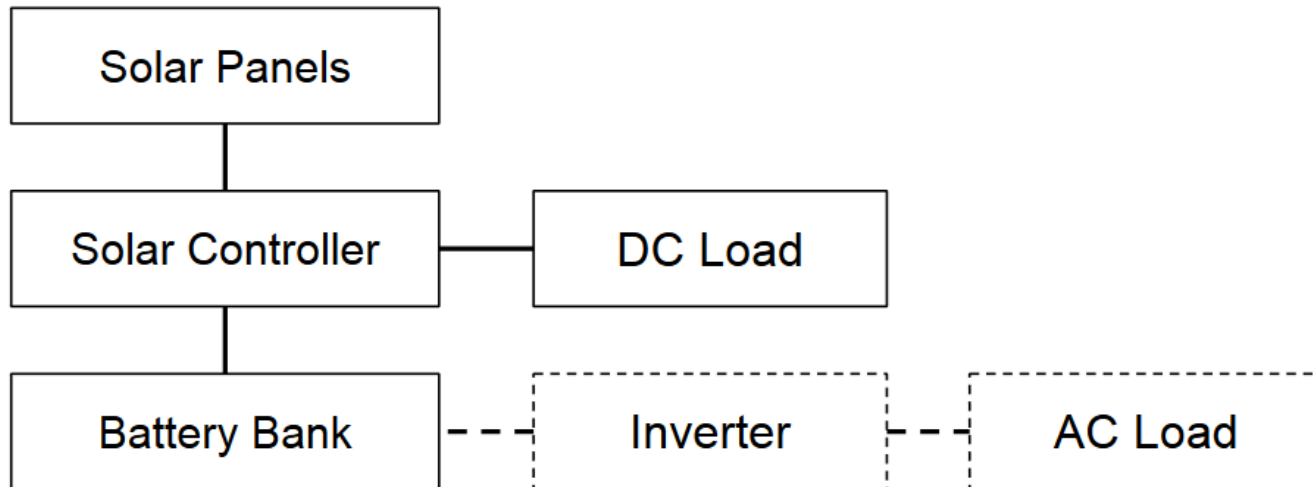 Solar Panels
Solar Controller
DC Load
Battery Bank
Inverter
AC Load